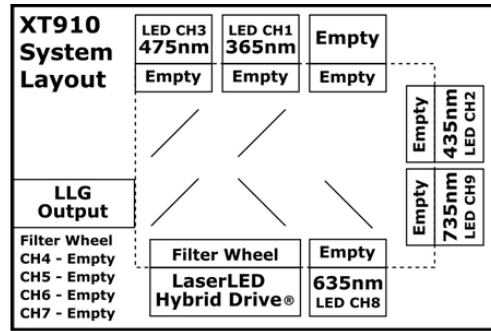 XT910
System
Layout
LED CH3
475nm
Empty
LED CH1
365nm
Empty
Empty
Empty
Empty
435nm
LED CH2
Empty
735nm
LED CH9
LLG
Output
Filter Wheel
CH4 - Empty
CH5 - Empty
CH6 - Empty
CH7 - Empty
Filter Wheel
LaserLED
Hybrid Drive®
Empty
635nm
LED CH8